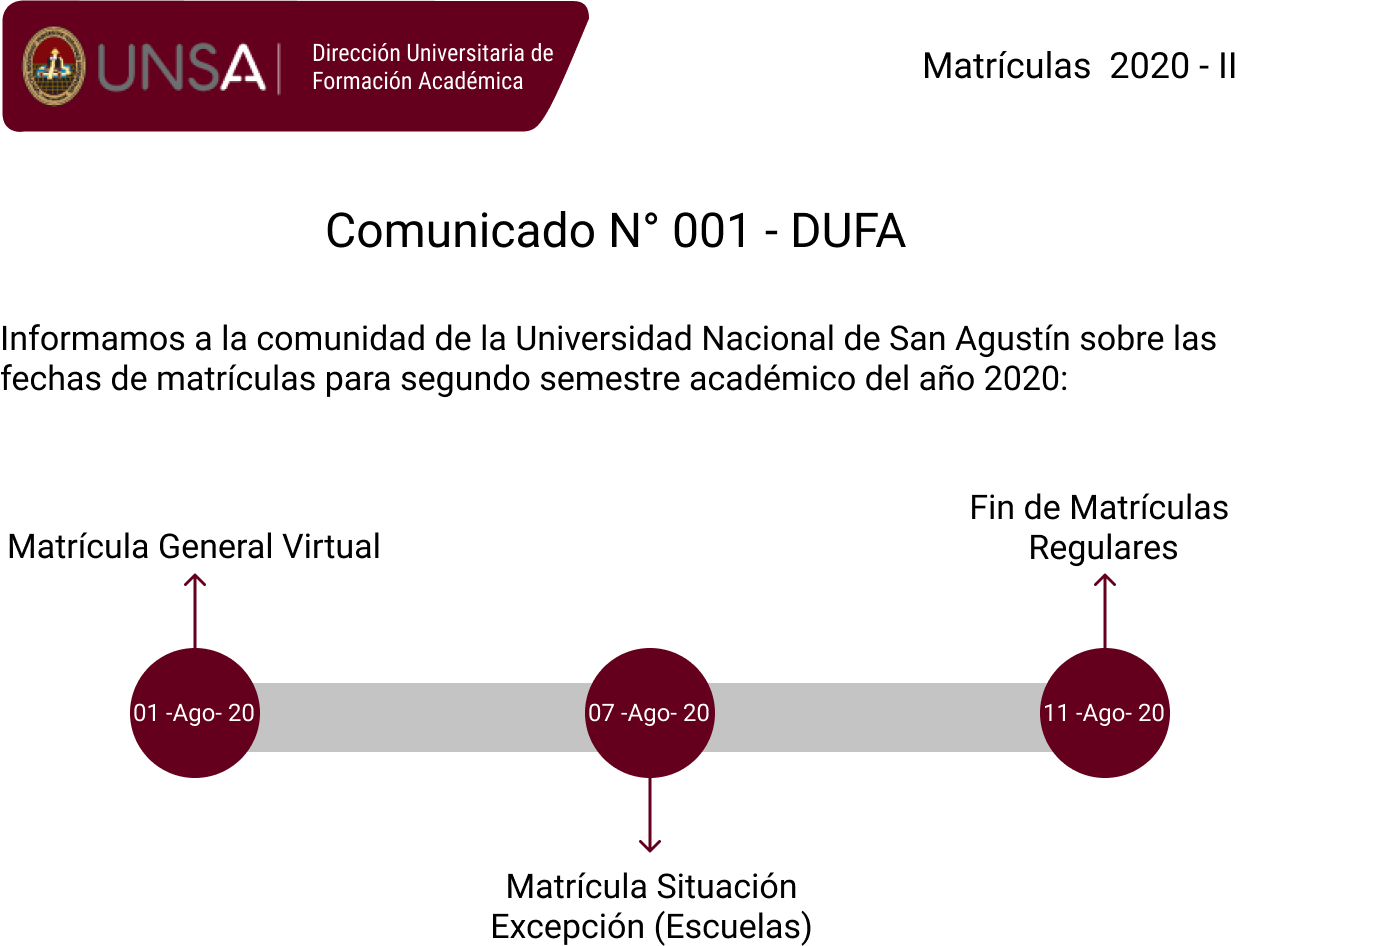 UNSA
Dirección Universitaria de
Formación Académica
Matrículas  2020 - II
Comunicado N° 001 - DUFA
Informamos a la comunidad de la Universidad Nacional de San Agustín sobre las
fechas de matrículas para segundo semestre académico del año 2020:
Matrícula General Virtual
Fin de Matrículas
Regulares
01 -Ago- 20
07 -Ago- 20
11 -Ago- 20
Matrícula Situación
Excepción (Escuelas)